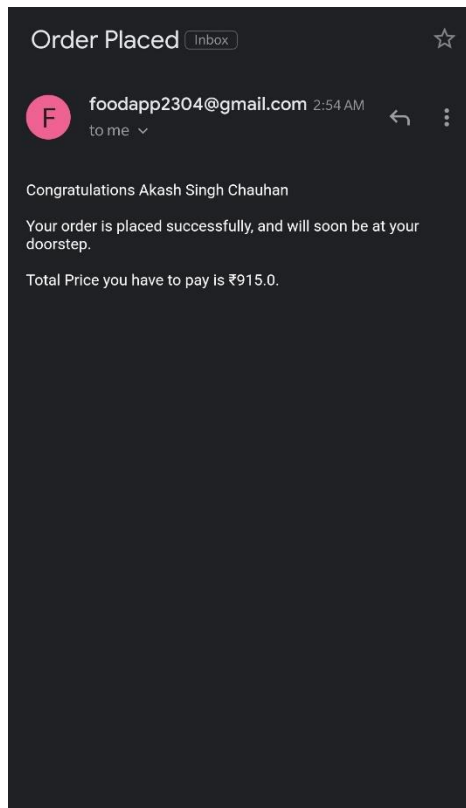 Order Placed Inbox
F
foodapp2304@gmail.com 2:54 AM
to me
Congratulations Akash Singh Chauhan
Your order is placed successfully, and will soon be at your
doorstep.
Total Price you have to pay is ₹915.0.